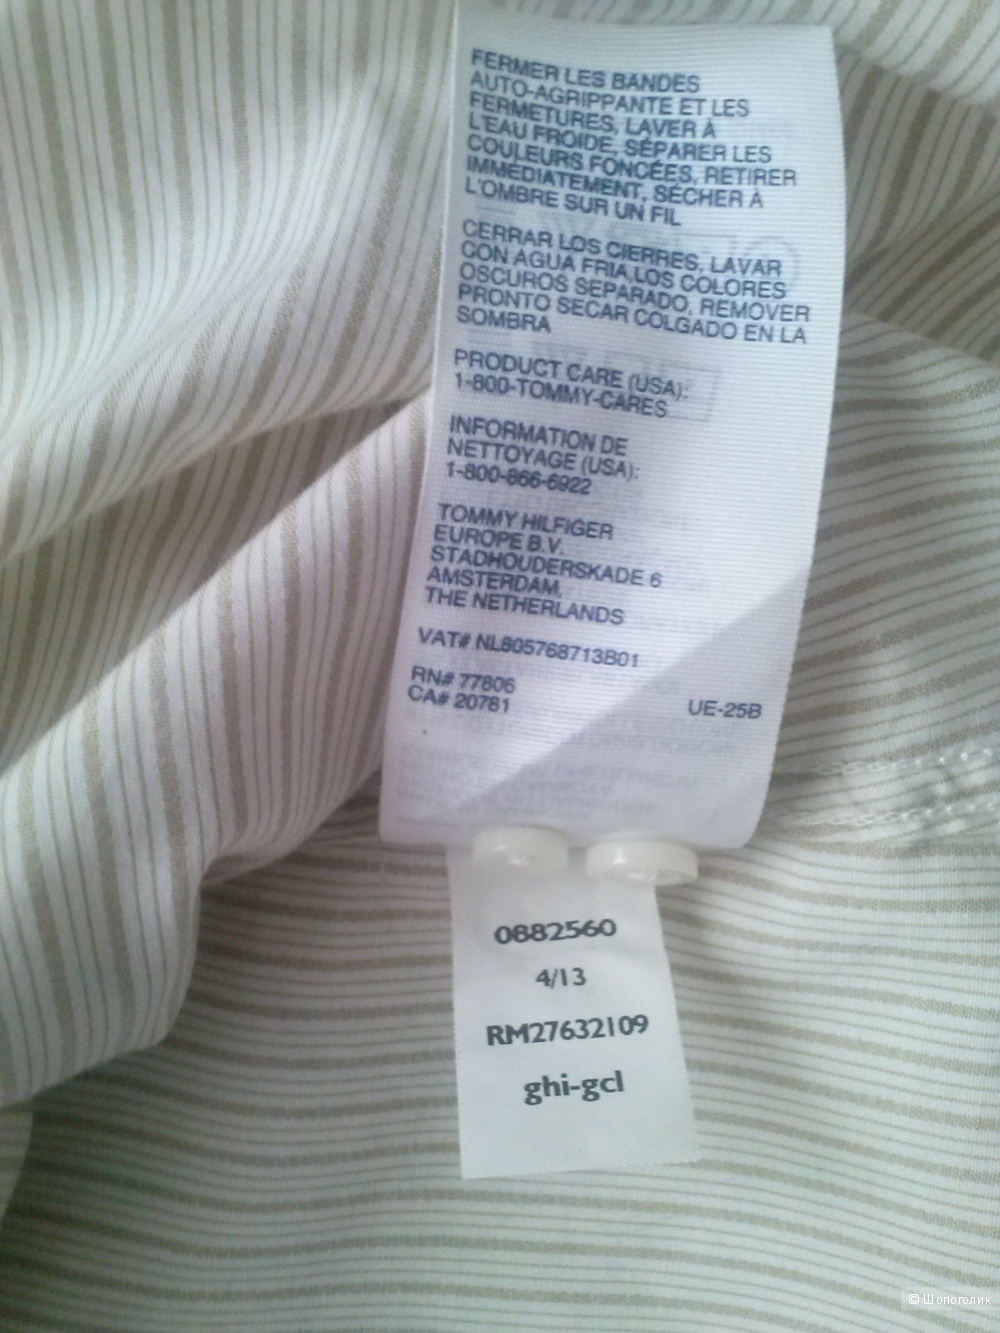 FERMER LES BANDES
AUTO-AGRIPPANTE ET LES
FERMETURES, LAVER À
L'EAU FROIDE, SÉPARER LES
COULEURS FONCÉES, RETIRER
IMMÉDIATEMENT, SÉCHER À
L'OMBRE SUR UN FIL
CERRAR LOS CIERRES, LAVAR
CON AGUA FRIA,LOS COLORES
OSCUROS SEPARADO, REMOVER
PRONTO SECAR COLGADO EN LA
SOMBRA
PRODUCT CARE (USA):
1-800-TOMMY-CARES
INFORMATION DE
NETTOYAGE (USA):
1-800-866-6922
TOMMY HILFIGER
EUROPE B.V.
STADHOUDERSKADE 6
AMSTERDAM,
THE NETHERLANDS
VAT# NL805768713B01
RN# 77806
CA# 20781
UE-25B
0882560
4/13
RM27632109
ghi-gcl
© Шопоголик